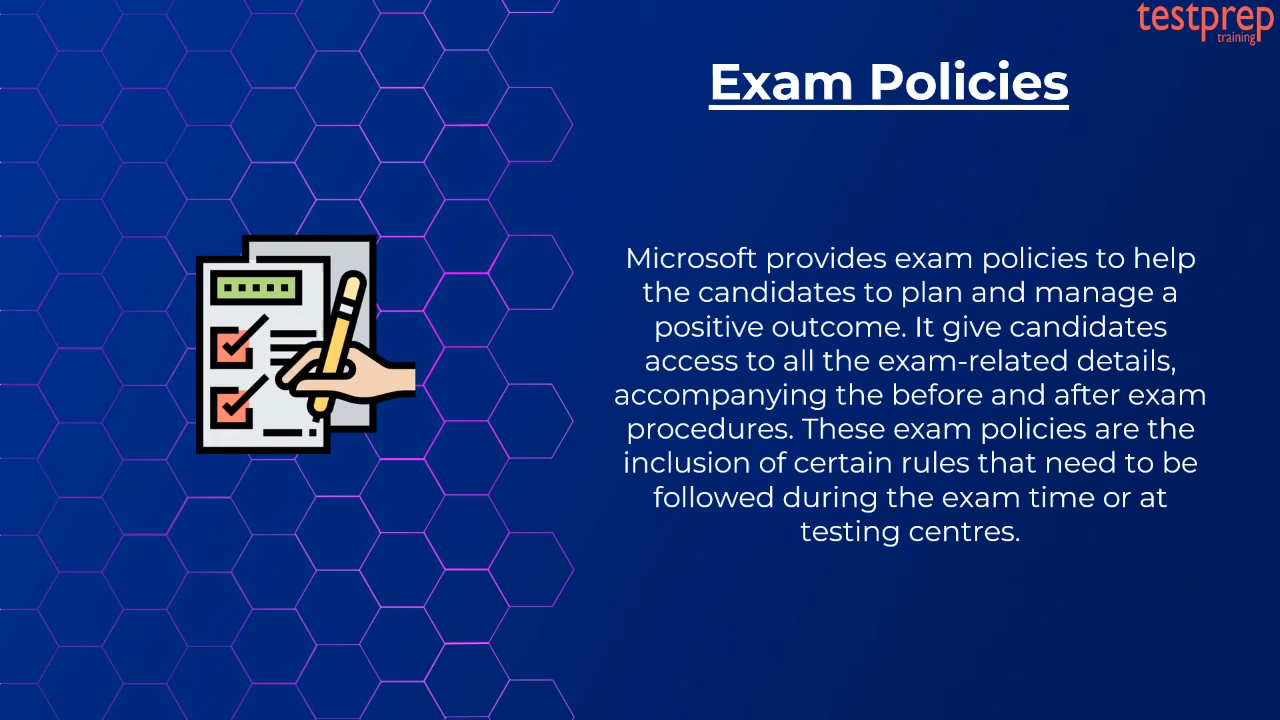 testprep
training
Exam Policies
Microsoft provides exam policies to help
the candidates to plan and manage a
positive outcome. It give candidates
access to all the exam-related details,
accompanying the before and after exam
procedures. These exam policies are the
inclusion of certain rules that need to be
followed during the exam time or at
testing centres.